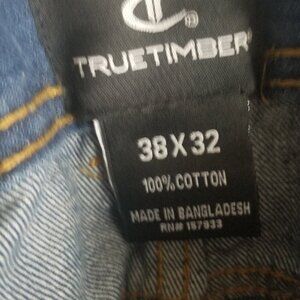 TRUETIMBER®
38 X 32
100% COTTON
MADE IN BANGLADESH
RN# 157933